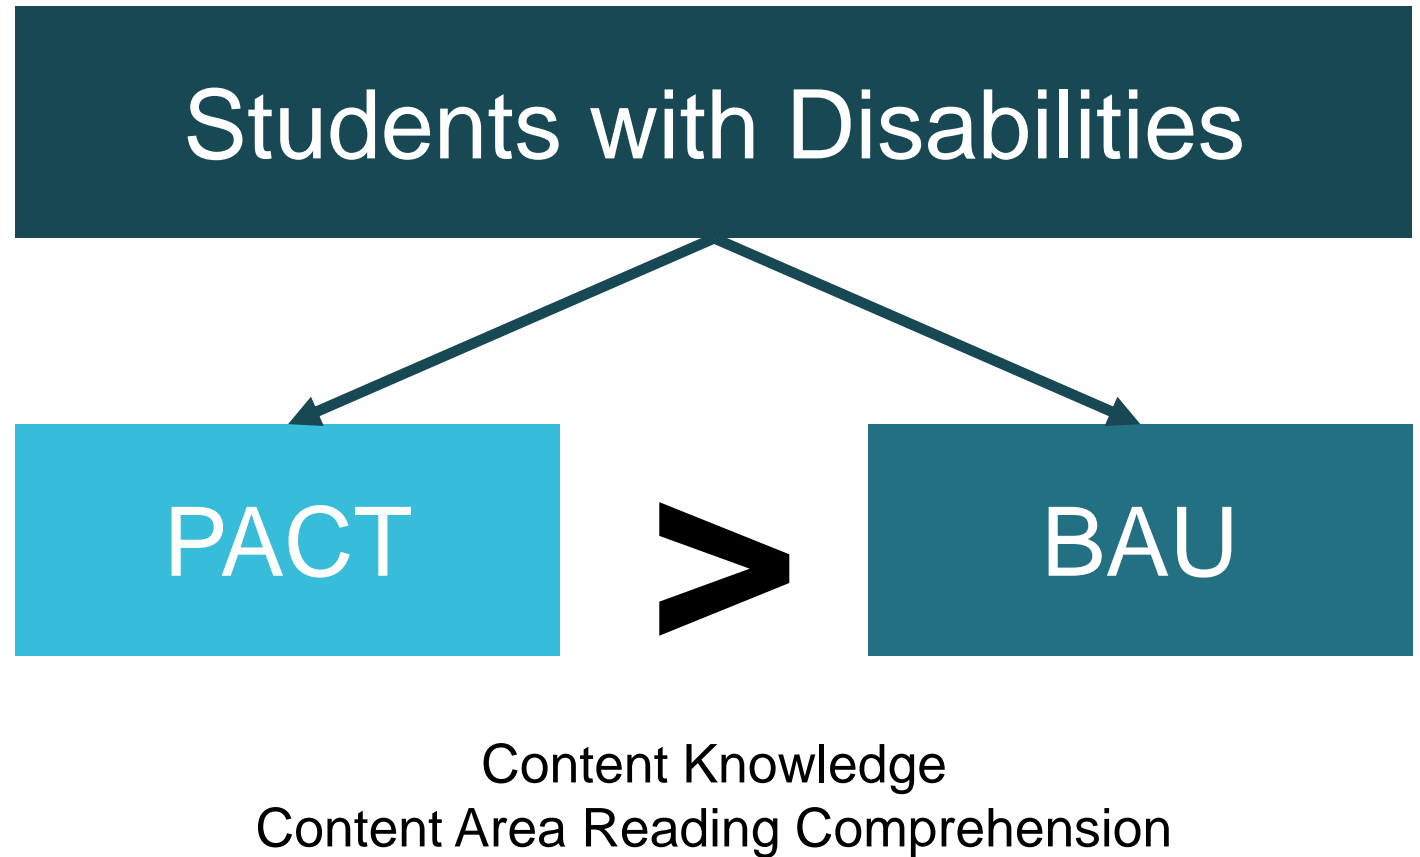 Students with Disabilities
PACT > BAU
Content Knowledge
Content Area Reading Comprehension